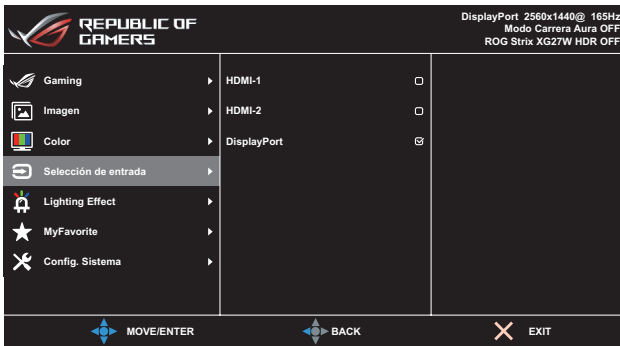 REPUBLIC OF
GAMERS
DisplayPort 2560x1440@ 165Hz
Modo Carrera Aura OFF
ROG Strix XG27W HDR OFF
Gaming
Imagen
Color
Selección de entrada
Lighting Effect
MyFavorite
Config. Sistema
HDMI-1
HDMI-2
DisplayPort
MOVE/ENTER
BACK
EXIT